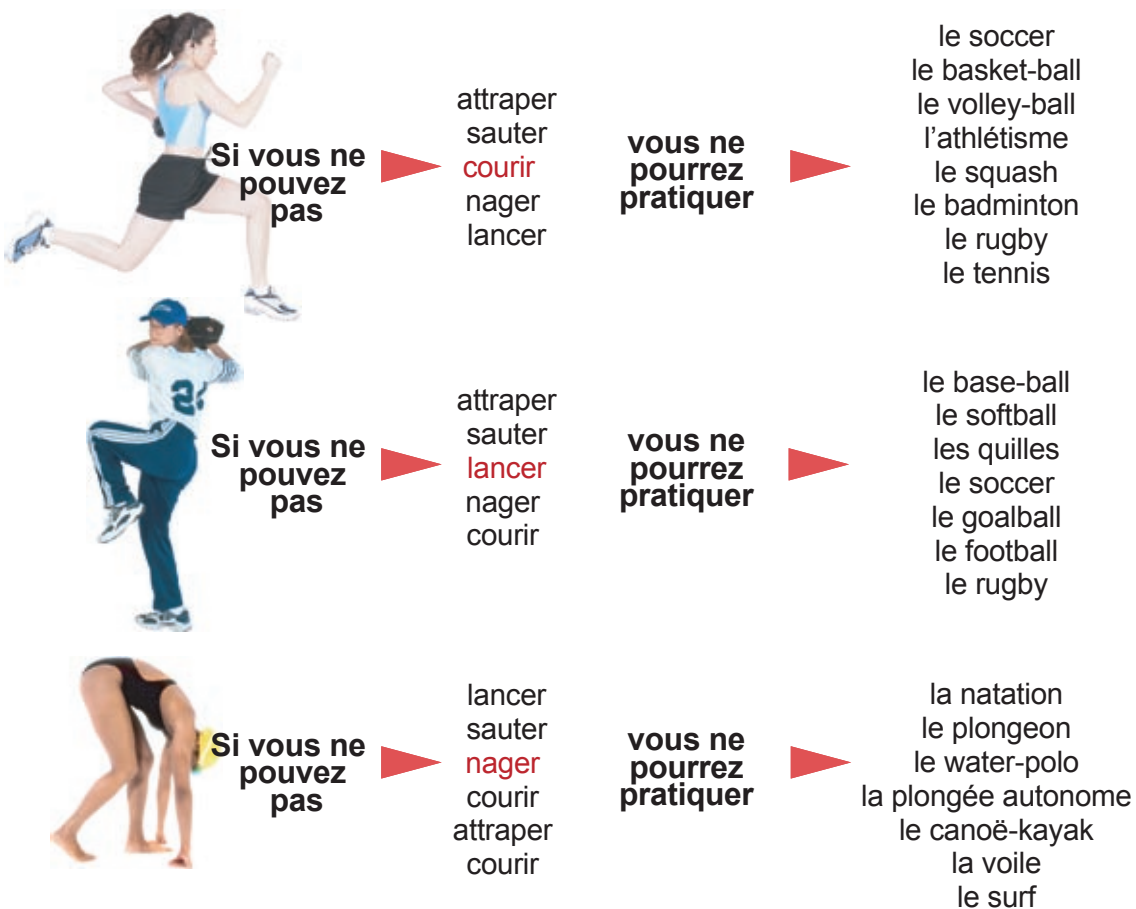 Si vous ne
pouvez
pas
attraper
sauter
courir
nager
lancer
vous ne
pourrez
pratiquer
le soccer
le basket-ball
le volley-ball
l'athlétisme
le squash
le badminton
le rugby
le tennis
Si vous ne
pouvez
pas
attraper
sauter
lancer
nager
courir
vous ne
pourrez
pratiquer
le base-ball
le softball
les quilles
le soccer
le goalball
le football
le rugby
Si vous ne
pouvez
pas
lancer
sauter
nager
courir
attraper
courir
vous ne
pourrez
pratiquer
la natation
le plongeon
le water-polo
la plongée autonome
le canoë-kayak
la voile
le surf